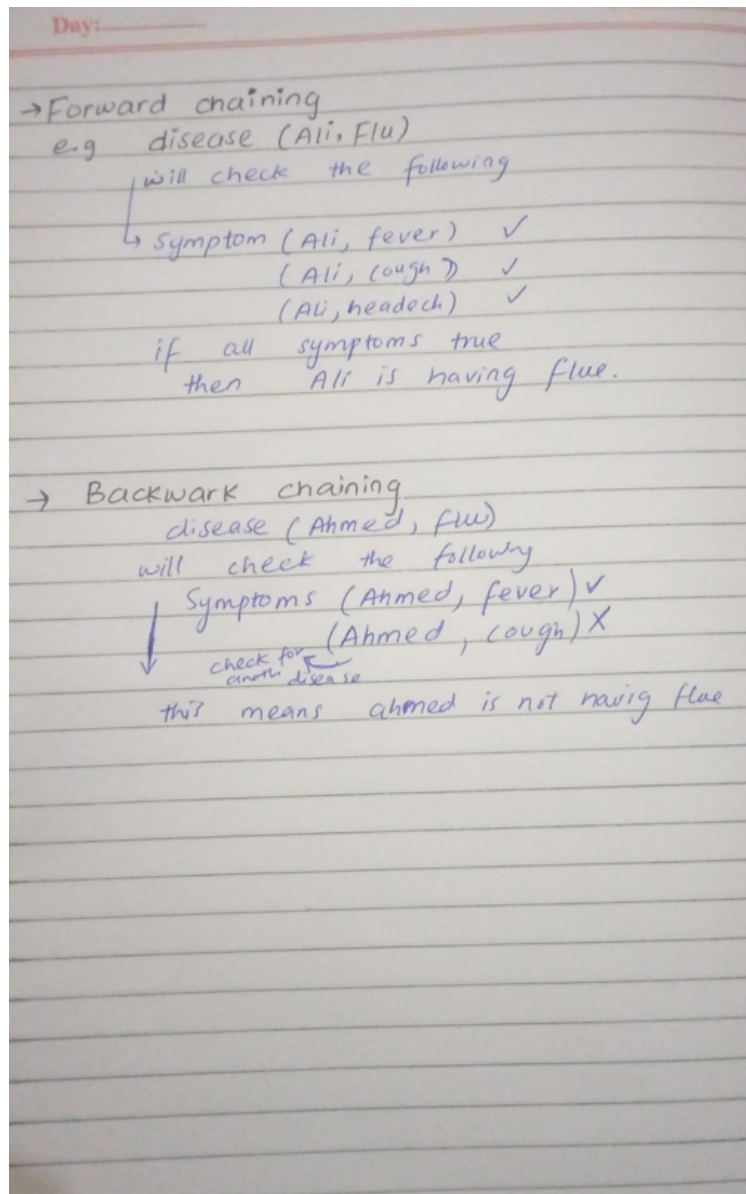 Day:
→ Forward chaining
e.g disease (Ali, Flu)
will check the following
↳ Symptom (Ali, fever) ✓
(Ali, cough) ✓
(Ali, headech) ✓
if all symptoms true
then Ali is having flue.
→ Backwark chaining
disease (Ahmed, flu)
will check the following
Symptoms (Ahmed, fever) ✓
(Ahmed, cough) X
check for
anoth disease
this means ahmed is not havig flue